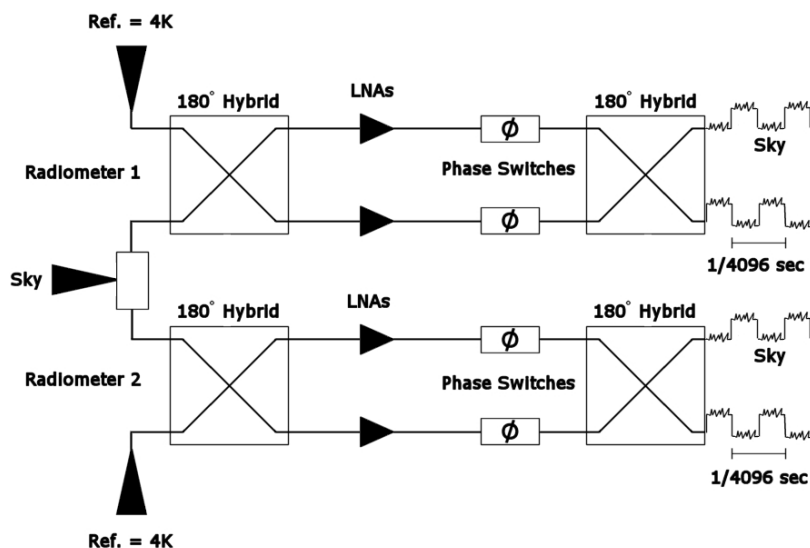 Ref. = 4K
180° Hybrid
LNAs
180° Hybrid
ϕ
Sky
Radiometer 1
Phase Switches
ϕ
1/4096 sec
Sky
180° Hybrid
LNAs
180° Hybrid
ϕ
Sky
Radiometer 2
Phase Switches
ϕ
1/4096 sec
Ref. = 4K